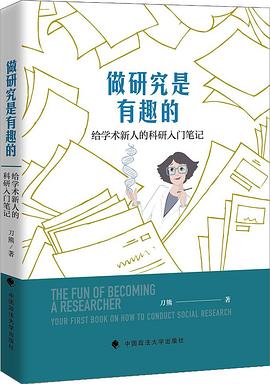 做研究是
有趣的
给学术新人的科研入门笔记
刀熊 著
THE FUN OF BECOMING
A RESEARCHER
YOUR FIRST BOOK ON HOW TO CONDUCT SOCIAL RESEARCH
中国政法大学出版社
做研究是有趣的
给学术新人的
科研入门笔记
刀熊 著
中国政法大学出版社